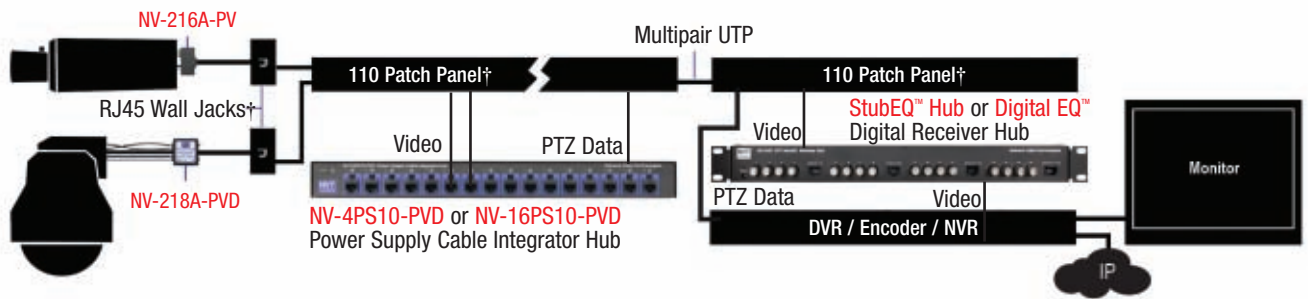 NV-216A-PV
Multipair UTP
110 Patch Panel†
110 Patch Panel†
RJ45 Wall Jacks†
StubEQ™ Hub or Digital EQ™
Digital Receiver Hub
Video
PTZ Data
Video
NV-218A-PVD
NV-4PS10-PVD or NV-16PS10-PVD
Power Supply Cable Integrator Hub
PTZ Data
Video
DVR / Encoder / NVR
Monitor
IP